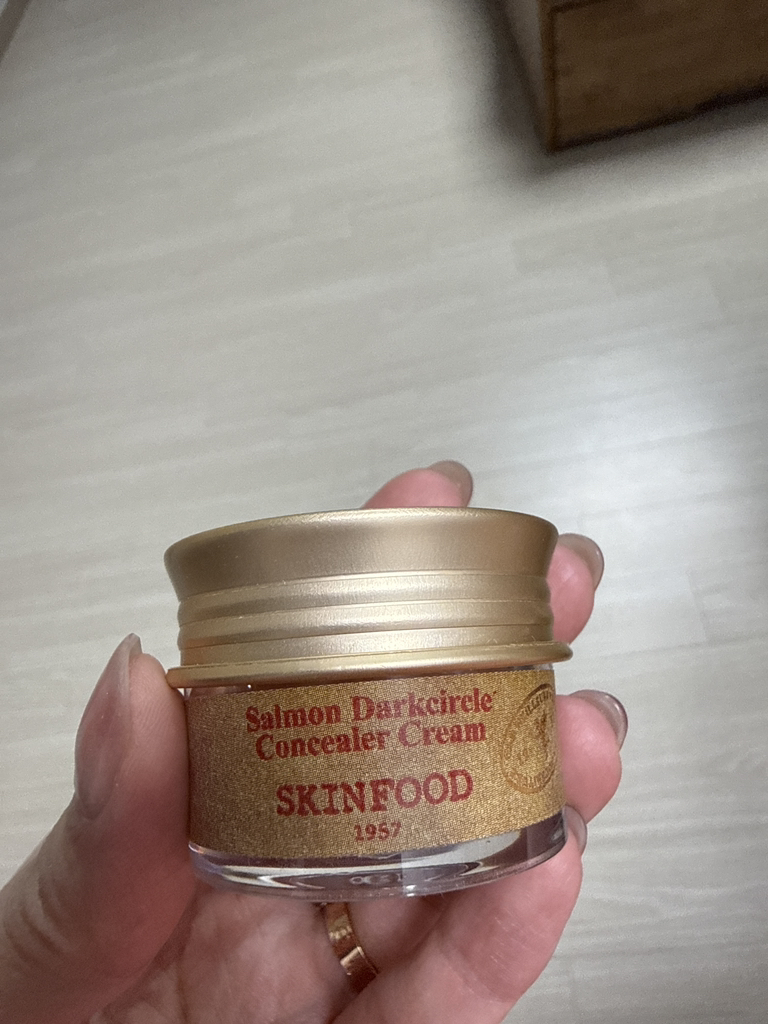 Salmon Darkcircle
Concealer Cream
SKINFOOD
1957